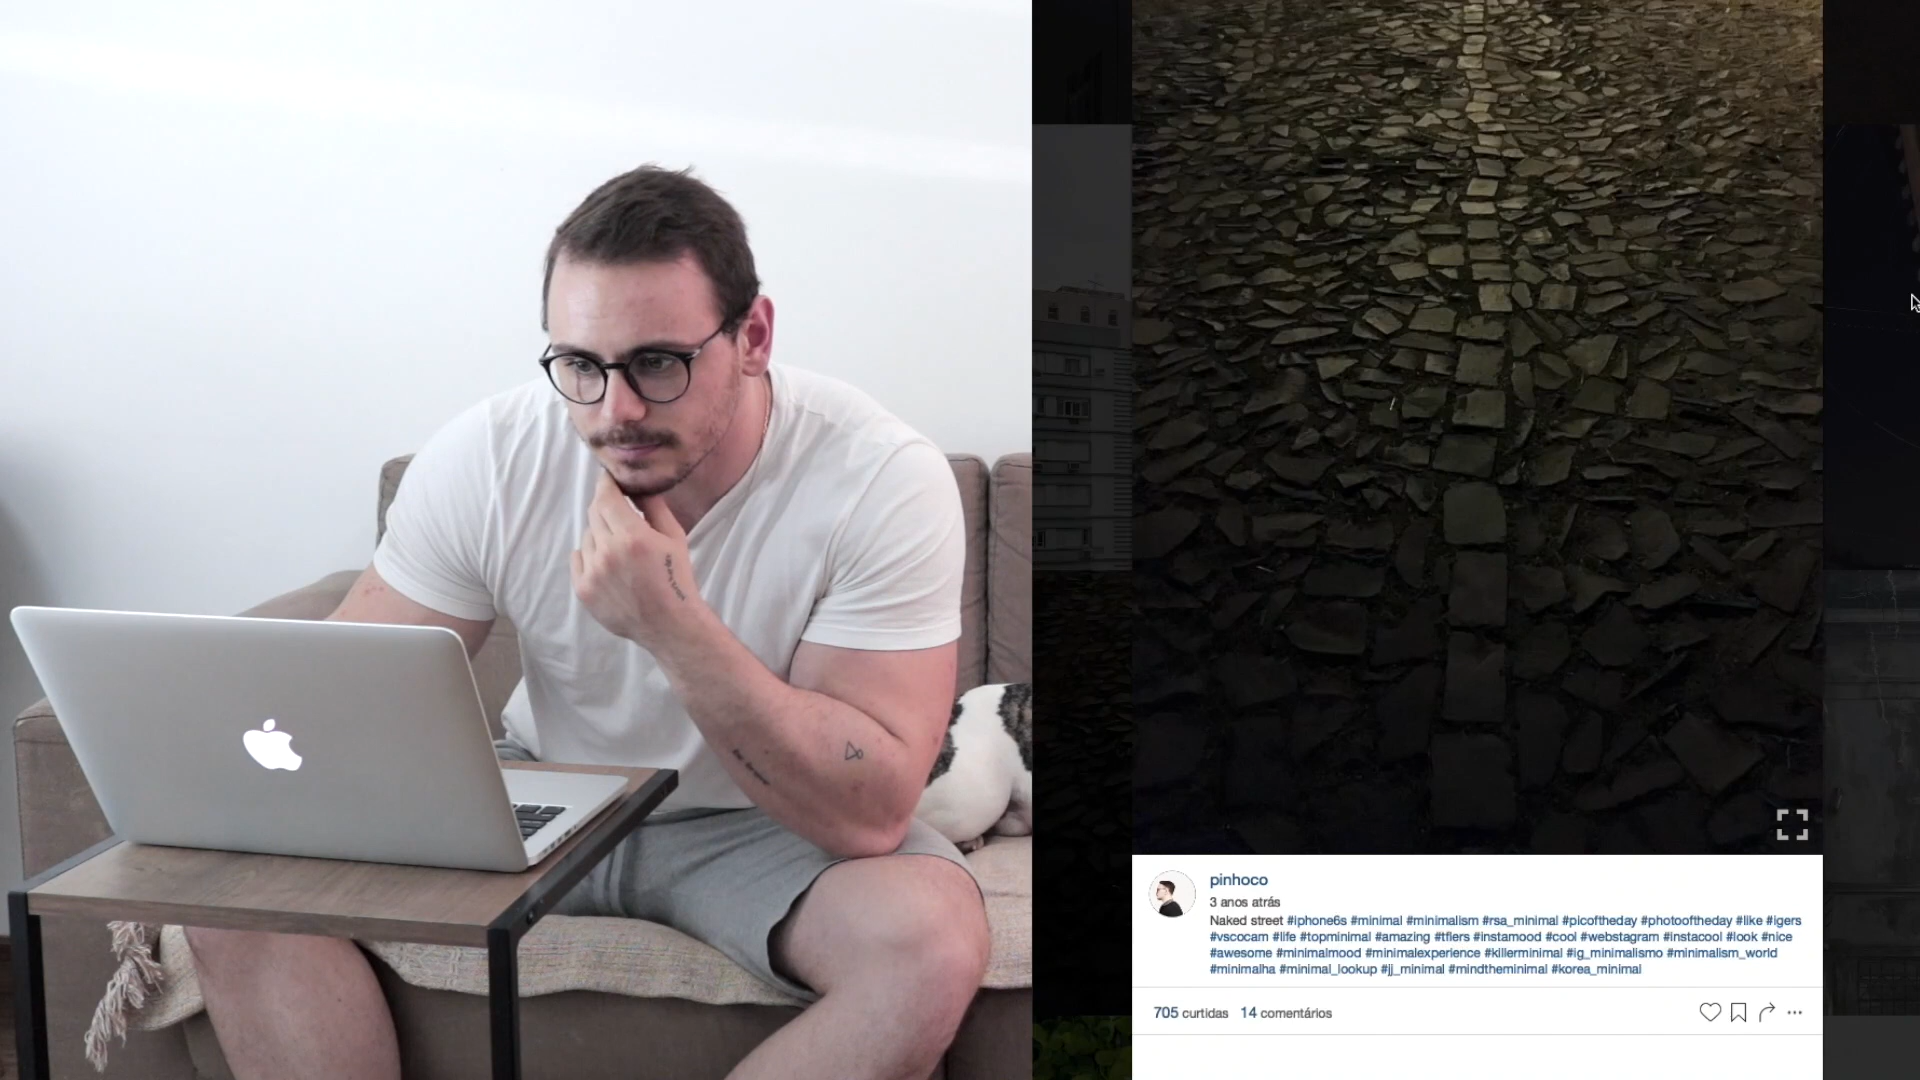 pinhoco
3 anos atrás
Naked street #iphone6s #minimal #minimalism #rsa_minimal #picoftheday #photooftheday #like #igers
#vscocam #life #topminimal #amazing #tflers #instamood #cool #webstagram #instacool #look #nice
#awesome #minimalmood #minimalexperience #killerminimal #ig_minimalismo #minimalism_world
#minimalha #minimal_lookup #jj_minimal #mindtheminimal #korea_minimal
705 curtidas 14 comentários